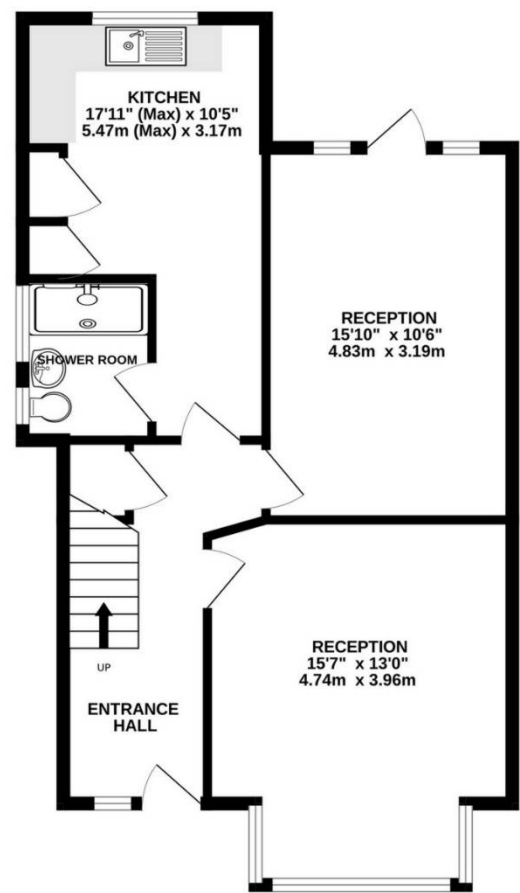 KITCHEN
17'11" (Max) x 10'5"
5.47m (Max) x 3.17m
RECEPTION
15'10" x 10'6"
4.83m x 3.19m
SHOWER ROOM
RECEPTION
15'7" x 13'0"
4.74m x 3.96m
UP
ENTRANCE
HALL